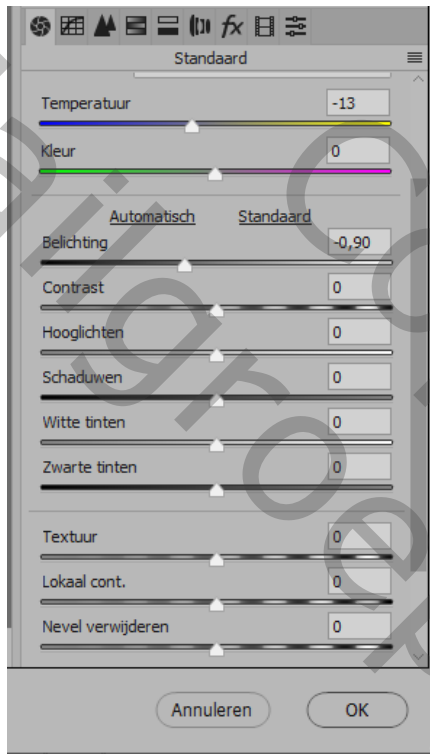 fx
Standaard
Temperatuur -13
Kleur 0
Automatisch Standaard
Belichting -0,90
Contrast 0
Hooglichten 0
Schaduwen 0
Witte tinten 0
Zwarte tinten 0
Textuur 0
Lokaal cont. 0
Nevel verwijderen 0
Annuleren OK